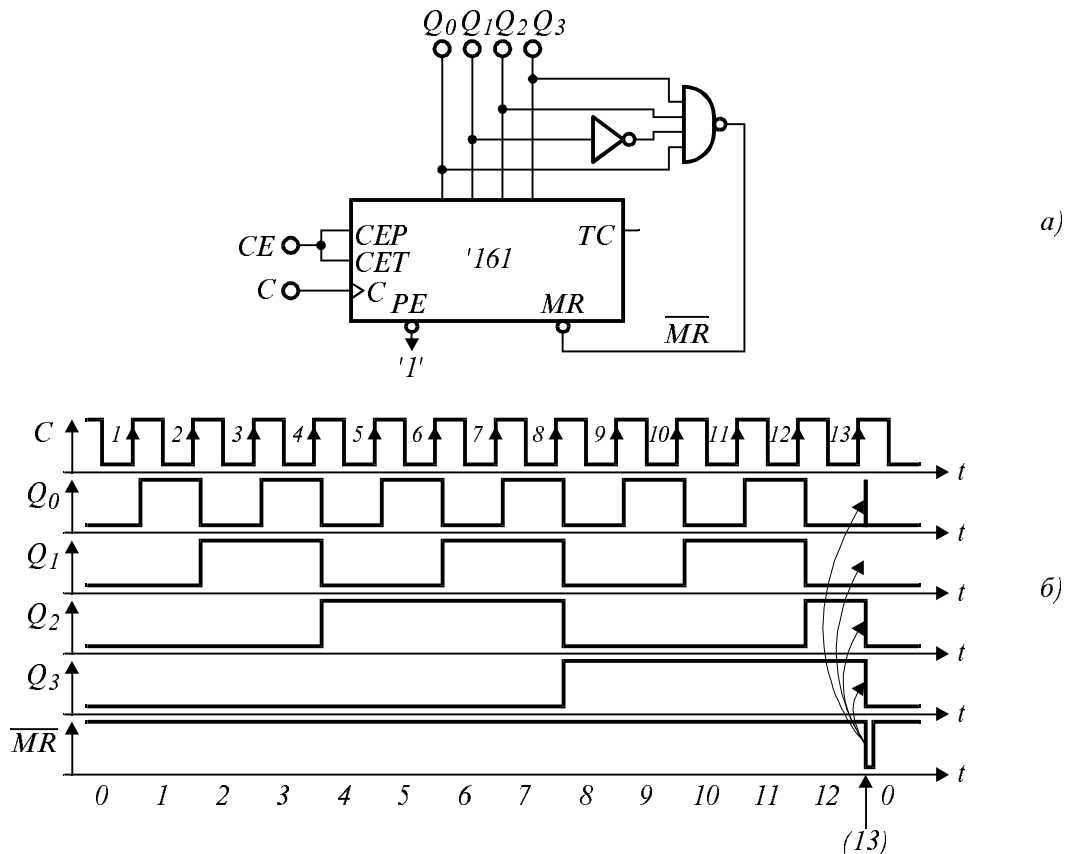 Q₀ Q₁ Q₂ Q₃
а)
CE
CEP
CET
'161
TC
C
C
PE
MR
M̅R̅
'1'
C
1 2 3 4 5 6 7 8 9 10 11 12 13
t
Q₀
t
Q₁
t
б)
Q₂
t
Q₃
t
M̅R̅
t
0 1 2 3 4 5 6 7 8 9 10 11 12 0
(13)